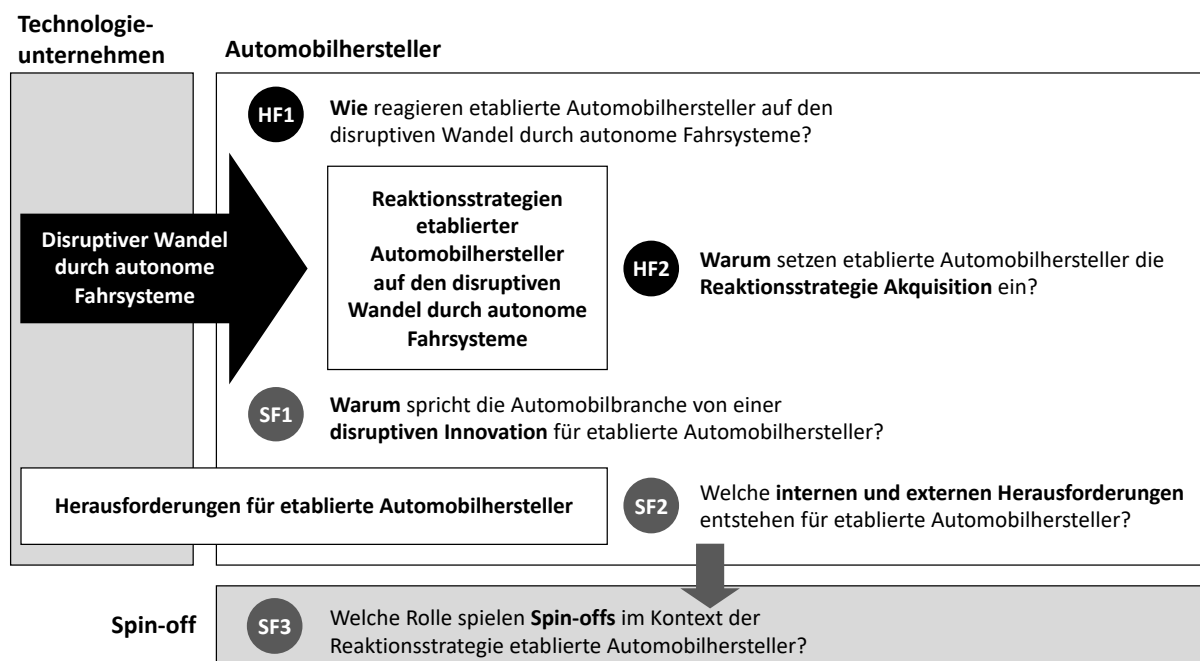 Technologie-
unternehmen
Automobilhersteller
HF1
Wie reagieren etablierte Automobilhersteller auf den
disruptiven Wandel durch autonome Fahrsysteme?
Disruptiver Wandel
durch autonome
Fahrsysteme
Reaktionsstrategien
etablierter
Automobilhersteller
auf den disruptiven
Wandel durch autonome
Fahrsysteme
HF2
Warum setzen etablierte Automobilhersteller die
Reaktionsstrategie Akquisition ein?
SF1
Warum spricht die Automobilbranche von einer
disruptiven Innovation für etablierte Automobilhersteller?
Herausforderungen für etablierte Automobilhersteller
SF2
Welche internen und externen Herausforderungen
entstehen für etablierte Automobilhersteller?
Spin-off
SF3
Welche Rolle spielen Spin-offs im Kontext der
Reaktionsstrategie etablierte Automobilhersteller?